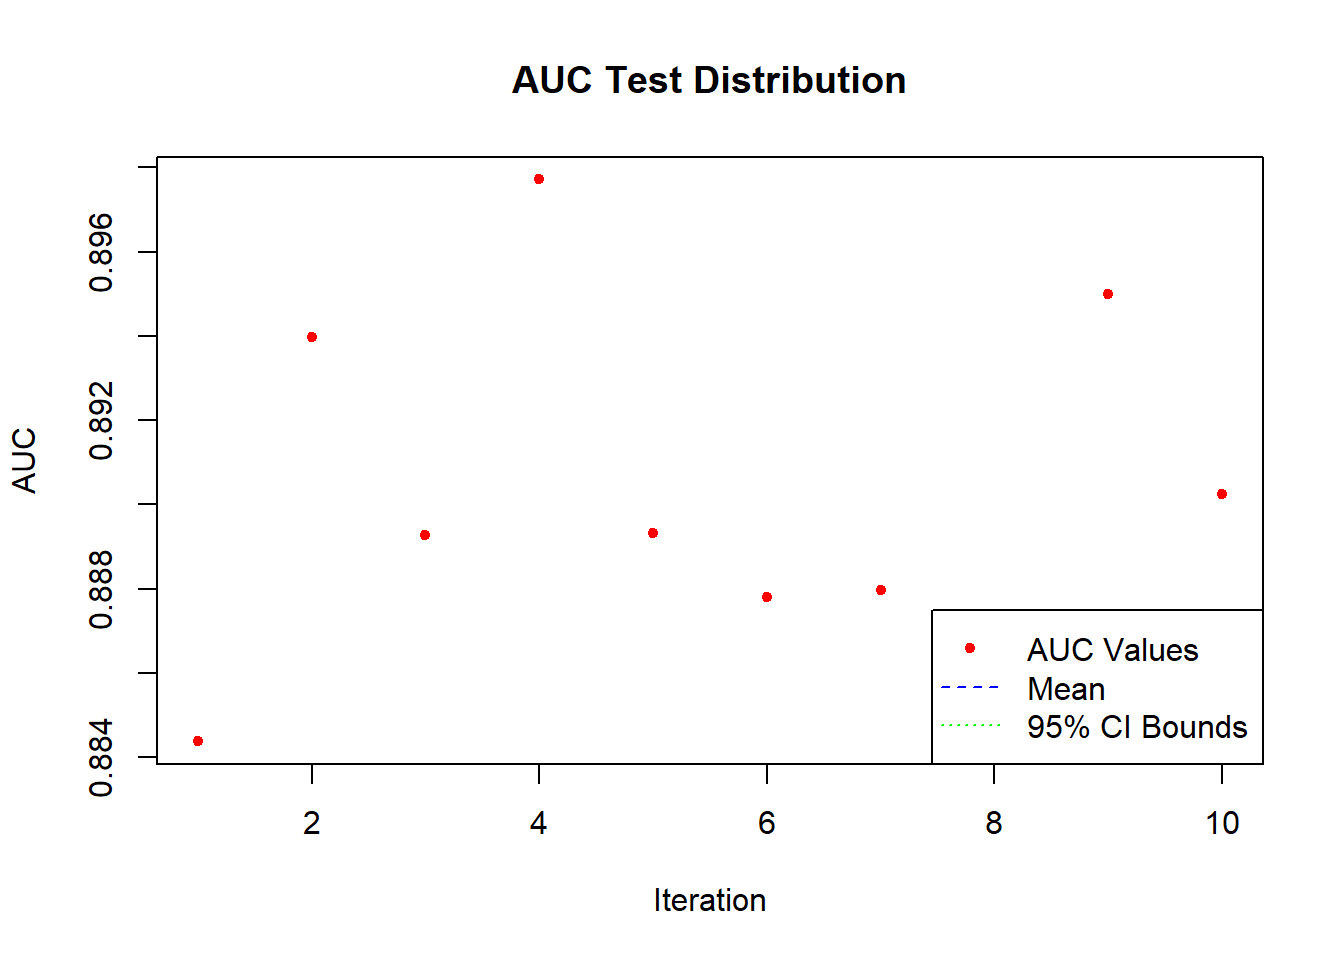 AUC Test Distribution
AUC
0.896
0.892
0.888
0.884
AUC Values
Mean
95% CI Bounds
2 4 6 8 10
Iteration